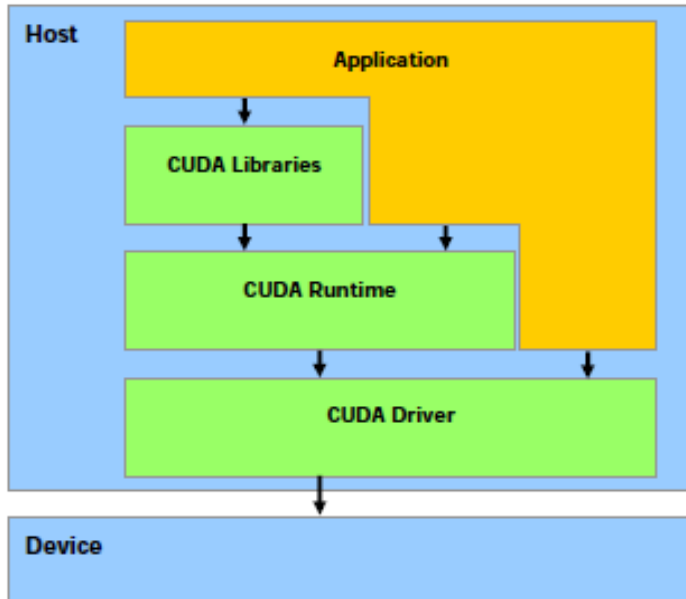 Host
Application
CUDA Libraries
CUDA Runtime
CUDA Driver
Device